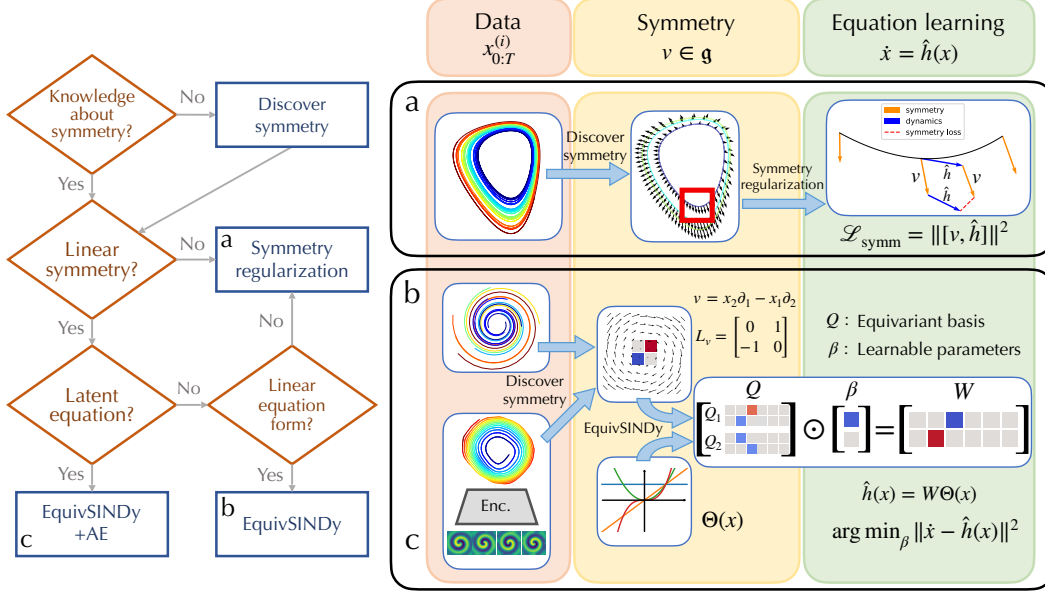 Knowledge
about
symmetry?
No
Discover
symmetry
Yes
Linear
symmetry?
No
a
Symmetry
regularization
Yes
No
Latent
equation?
No
Linear
equation
form?
Yes
Yes
c
EquivSINDy
+AE
b
EquivSINDy
Data
x_{0:T}^{(i)}
Symmetry
v ∈ 𝔤
Equation learning
ẋ = ĥ(x)
a
Discover
symmetry
Symmetry
regularization
symmetry
dynamics
symmetry loss
v
ĥ
v
ĥ
ℒ_symm = ‖[v, ĥ]‖²
b
Discover
symmetry
v = x₂∂₁ − x₁∂₂
L_v = [0 1
−1 0]
Q : Equivariant basis
β : Learnable parameters
EquivSINDy
Q
β
W
Q₁
Q₂
⊙
=
Enc.
Θ(x)
ĥ(x) = WΘ(x)
arg min_β ‖ẋ − ĥ(x)‖²
c